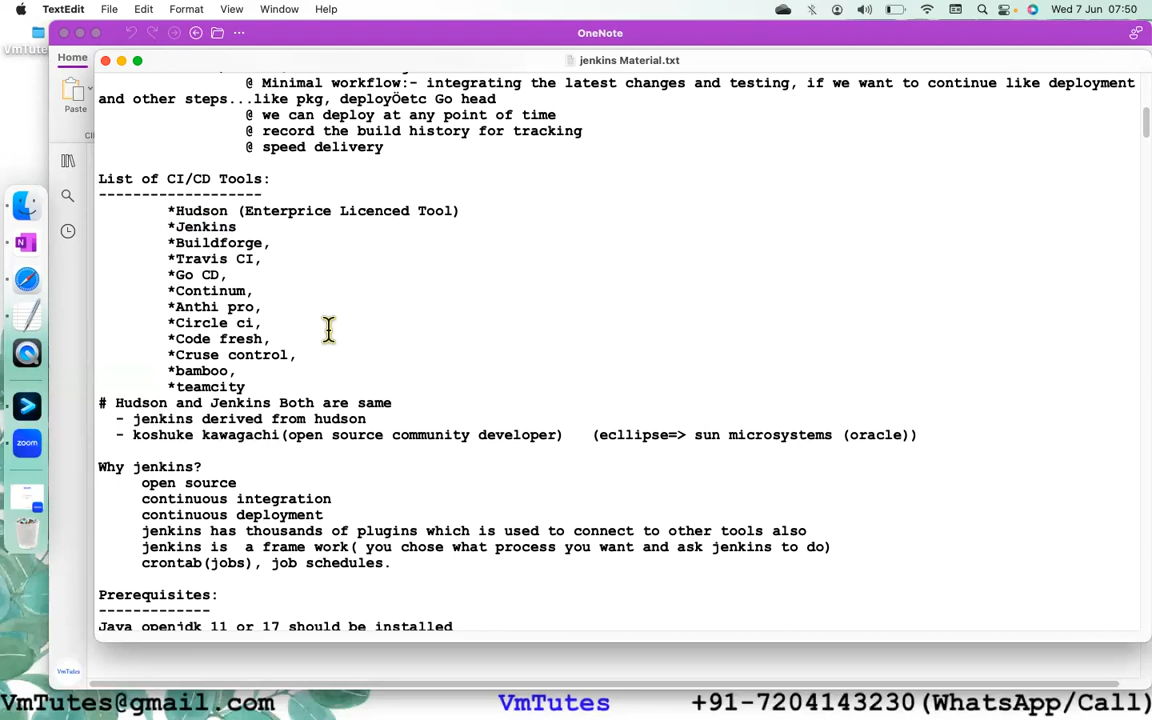 TextEdit File Edit Format View Window Help Wed 7 Jun 07:50
VmTutes
OneNote
Home
jenkins Material.txt
Paste
@ Minimal workflow:- integrating the latest changes and testing, if we want to continue like deployment
and other steps...like pkg, deployÖetc Go head
@ we can deploy at any point of time
@ record the build history for tracking
@ speed delivery
List of CI/CD Tools:
-------------------
*Hudson (Enterprice Licenced Tool)
*Jenkins
*Buildforge,
*Travis CI,
*Go CD,
*Continum,
*Anthi pro,
*Circle ci,
*Code fresh,
*Cruse control,
*bamboo,
*teamcity
# Hudson and Jenkins Both are same
- jenkins derived from hudson
- koshuke kawagachi(open source community developer) (ecllipse=> sun microsystems (oracle))
Why jenkins?
open source
continuous integration
continuous deployment
jenkins has thousands of plugins which is used to connect to other tools also
jenkins is a frame work( you chose what process you want and ask jenkins to do)
crontab(jobs), job schedules.
Prerequisites:
-------------
Java openjdk 11 or 17 should be installed
zoom
VmTutes
VmTutes@gmail.com VmTutes +91-7204143230(WhatsApp/Call)